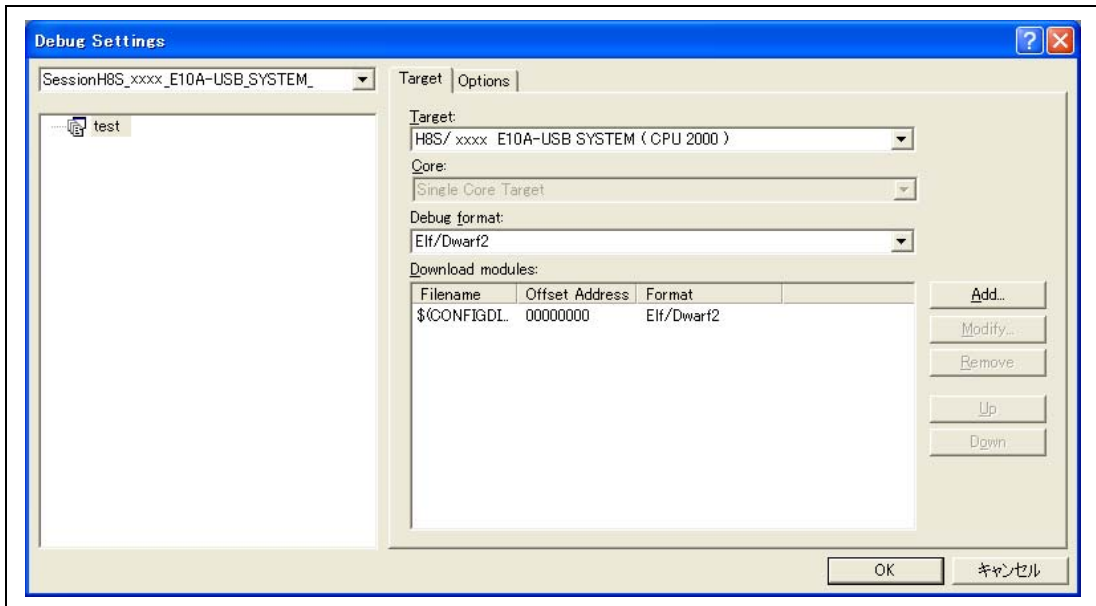 Debug Settings
SessionH8S_xxxx_E10A-USB_SYSTEM_
test
Target Options
Target:
H8S/ xxxx E10A-USB SYSTEM ( CPU 2000 )
Core:
Single Core Target
Debug format:
Elf/Dwarf2
Download modules:
Filename Offset Address Format
$(CONFIGDI.. 00000000 Elf/Dwarf2
Add...
Modify...
Remove
Up
Down
OK キャンセル